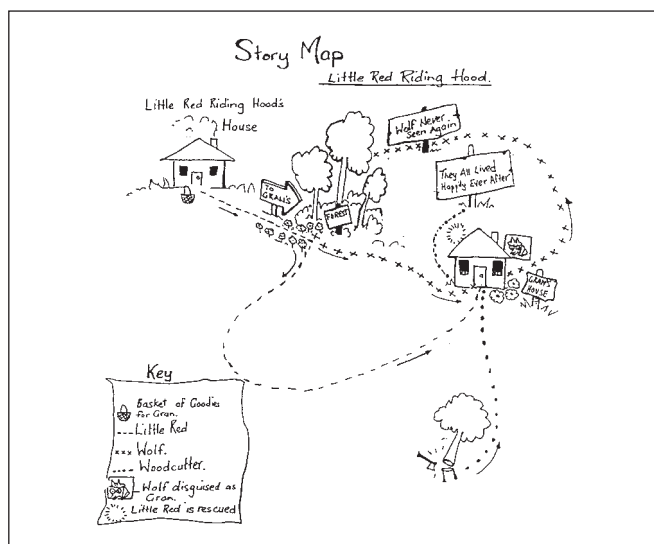 Story Map
Little Red Riding Hood.
Little Red Riding Hood's
House
TO
GRAN'S
FOREST
Wolf Never
Seen Again
They All Lived
Happily Ever After
GRAN'S
HOUSE
Key
Basket of Goodies
for Gran.
Little Red
Wolf.
Woodcutter.
Wolf disguised as
Gran.
Little Red is rescued